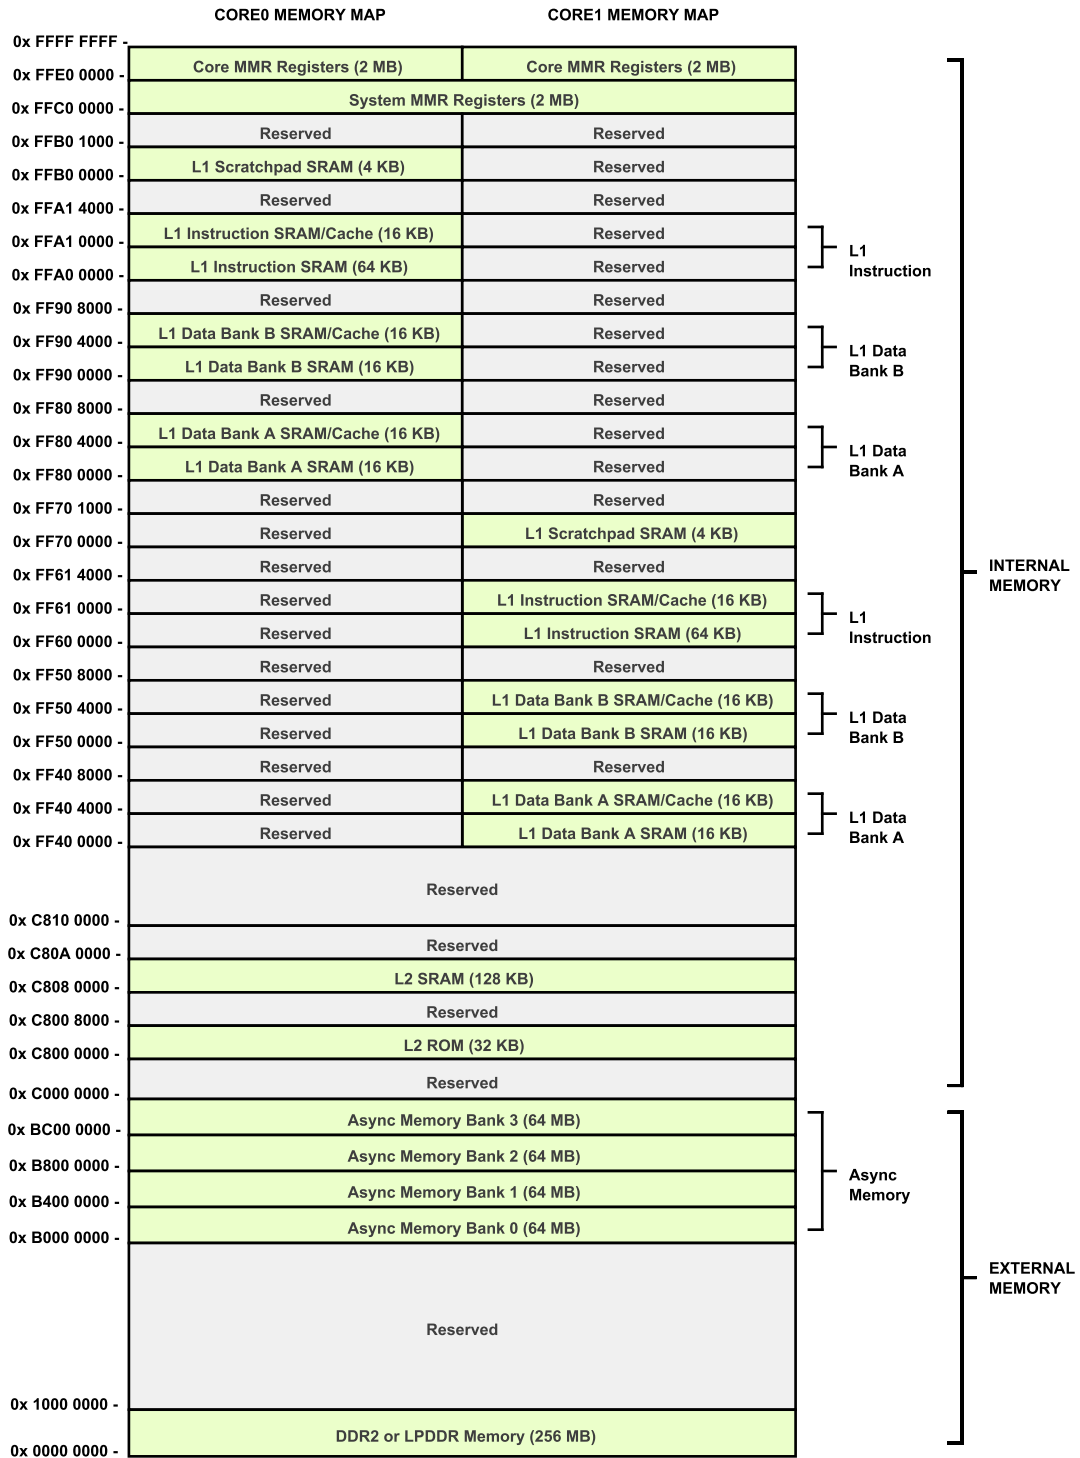 CORE0 MEMORY MAP CORE1 MEMORY MAP
0x FFFF FFFF -
Core MMR Registers (2 MB) Core MMR Registers (2 MB)
0x FFE0 0000 -
System MMR Registers (2 MB)
0x FFC0 0000 -
Reserved Reserved
0x FFB0 1000 -
L1 Scratchpad SRAM (4 KB) Reserved
0x FFB0 0000 -
Reserved Reserved
0x FFA1 4000 -
L1 Instruction SRAM/Cache (16 KB) Reserved
0x FFA1 0000 -
L1 Instruction SRAM (64 KB) Reserved
0x FFA0 0000 -
L1
Instruction
Reserved Reserved
0x FF90 8000 -
L1 Data Bank B SRAM/Cache (16 KB) Reserved
0x FF90 4000 -
L1 Data Bank B SRAM (16 KB) Reserved
0x FF90 0000 -
L1 Data
Bank B
Reserved Reserved
0x FF80 8000 -
L1 Data Bank A SRAM/Cache (16 KB) Reserved
0x FF80 4000 -
L1 Data Bank A SRAM (16 KB) Reserved
0x FF80 0000 -
L1 Data
Bank A
Reserved Reserved
0x FF70 1000 -
Reserved L1 Scratchpad SRAM (4 KB)
0x FF70 0000 -
Reserved Reserved
0x FF61 4000 -
Reserved L1 Instruction SRAM/Cache (16 KB)
0x FF61 0000 -
Reserved L1 Instruction SRAM (64 KB)
0x FF60 0000 -
L1
Instruction
Reserved Reserved
0x FF50 8000 -
Reserved L1 Data Bank B SRAM/Cache (16 KB)
0x FF50 4000 -
Reserved L1 Data Bank B SRAM (16 KB)
0x FF50 0000 -
L1 Data
Bank B
Reserved Reserved
0x FF40 8000 -
Reserved L1 Data Bank A SRAM/Cache (16 KB)
0x FF40 4000 -
Reserved L1 Data Bank A SRAM (16 KB)
0x FF40 0000 -
L1 Data
Bank A
Reserved
0x C810 0000 -
Reserved
0x C80A 0000 -
L2 SRAM (128 KB)
0x C808 0000 -
Reserved
0x C800 8000 -
L2 ROM (32 KB)
0x C800 0000 -
Reserved
0x C000 0000 -
INTERNAL
MEMORY
Async Memory Bank 3 (64 MB)
0x BC00 0000 -
Async Memory Bank 2 (64 MB)
0x B800 0000 -
Async Memory Bank 1 (64 MB)
0x B400 0000 -
Async Memory Bank 0 (64 MB)
0x B000 0000 -
Async
Memory
Reserved
0x 1000 0000 -
DDR2 or LPDDR Memory (256 MB)
0x 0000 0000 -
EXTERNAL
MEMORY